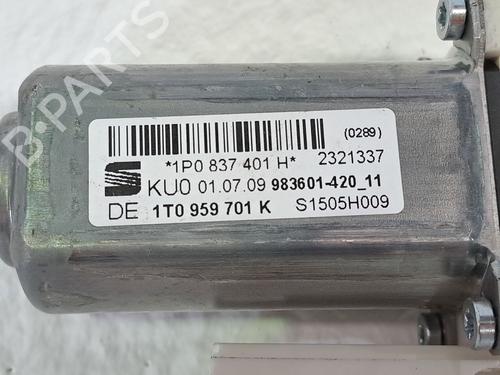 (0289)
*1P0 837 401 H* 2321337
KU0 01.07.09 983601-420_11
DE 1T0 959 701 K S1505H009
B-PARTS